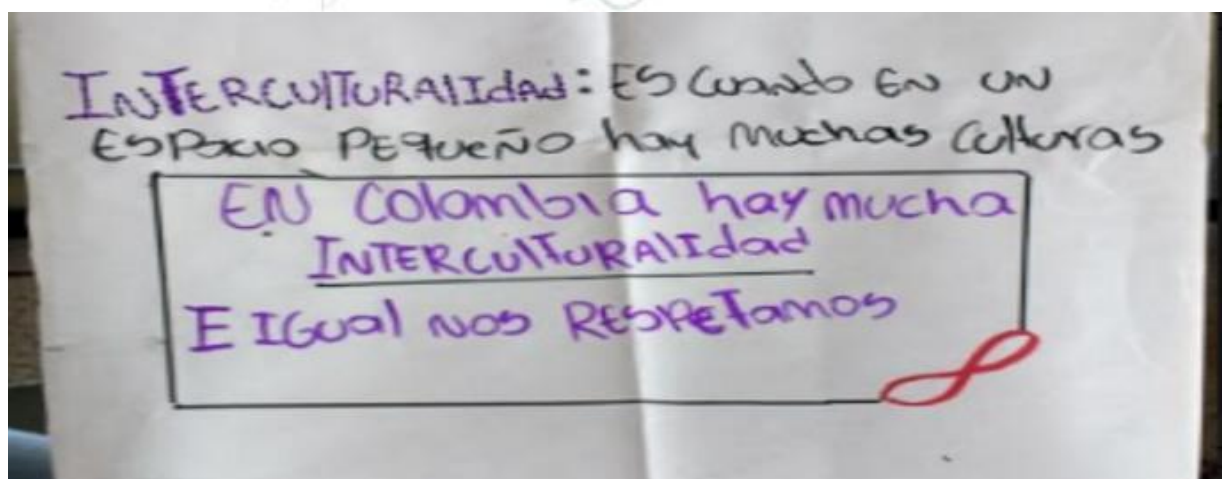 INTERCULTURALIdad: ES CUANdo EN UN
ESPACIO PEQUEÑO hay muchas Culturas
EN Colombia hay mucha
INTERCULTURALIdad
E IGual NOS RESPETamos